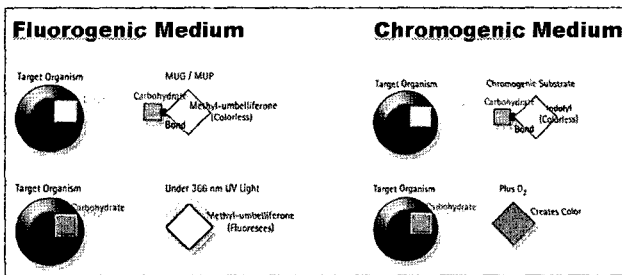 Fluorogenic Medium
Target Organism
MUG / MUP
Carbohydrate
Methyl-umbelliferone
(Colorless)
Bond
Target Organism
Carbohydrate
Under 366 nm UV Light
Methyl-umbelliferone
(Fluoresces)
Chromogenic Medium
Target Organism
Chromogenic Substrate
Carbohydrate
Indolyl
(Colorless)
Bond
Target Organism
Carbohydrate
Plus O₂
Creates Color